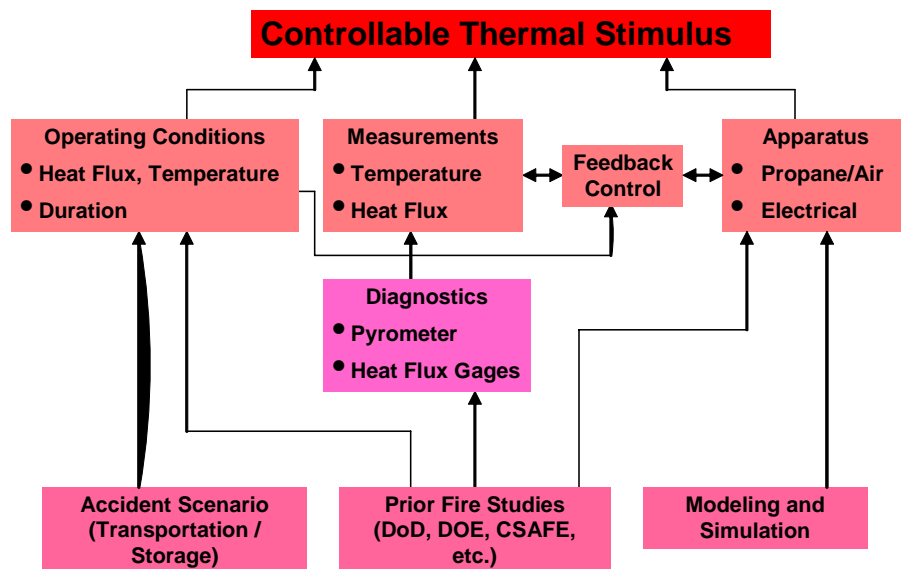 Controllable Thermal Stimulus
Operating Conditions
• Heat Flux, Temperature
• Duration
Measurements
• Temperature
• Heat Flux
Feedback
Control
Apparatus
• Propane/Air
• Electrical
Diagnostics
• Pyrometer
• Heat Flux Gages
Accident Scenario
(Transportation /
Storage)
Prior Fire Studies
(DoD, DOE, CSAFE,
etc.)
Modeling and
Simulation